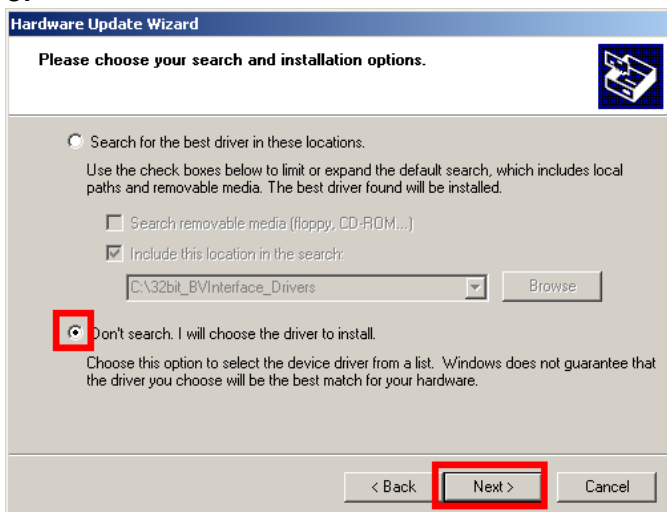 Hardware Update Wizard
Please choose your search and installation options.
Search for the best driver in these locations.
Use the check boxes below to limit or expand the default search, which includes local
paths and removable media. The best driver found will be installed.
Search removable media (floppy, CD-ROM...)
Include this location in the search:
C:\32bit_BVInterface_Drivers
Browse
Don't search. I will choose the driver to install.
Choose this option to select the device driver from a list. Windows does not guarantee that
the driver you choose will be the best match for your hardware.
< Back Next > Cancel